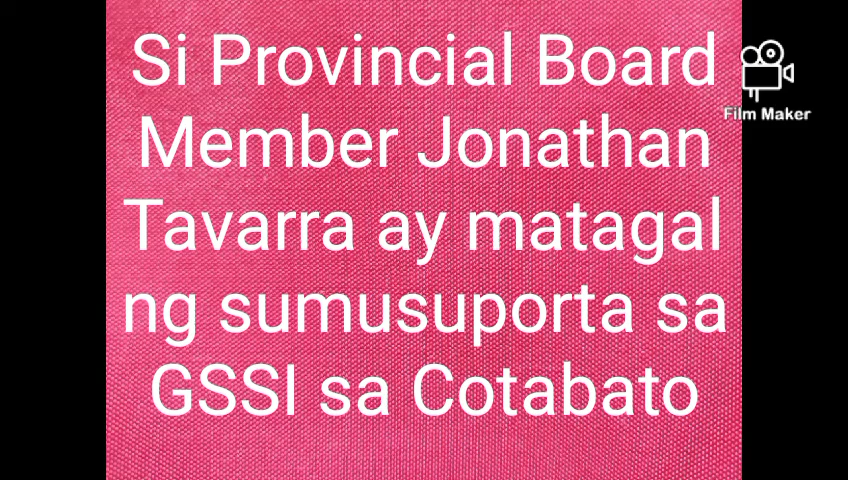 Si Provincial Board
Member Jonathan
Tavarra ay matagal
ng sumusuporta sa
GSSI sa Cotabato
Film Maker